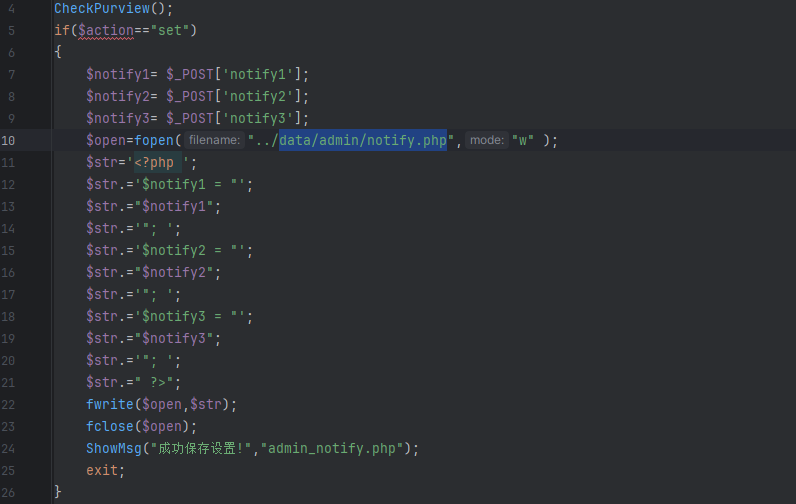 4 CheckPurview();
5 if($action=="set")
6 {
7 $notify1= $_POST['notify1'];
8 $notify2= $_POST['notify2'];
9 $notify3= $_POST['notify3'];
10 $open=fopen( filename: "../data/admin/notify.php", mode: "w" );
11 $str='<?php ';
12 $str.='$notify1 = "';
13 $str.="$notify1";
14 $str.='"; ';
15 $str.='$notify2 = "';
16 $str.="$notify2";
17 $str.='"; ';
18 $str.='$notify3 = "';
19 $str.="$notify3";
20 $str.='"; ';
21 $str.=" ?>";
22 fwrite($open,$str);
23 fclose($open);
24 ShowMsg("成功保存设置!","admin_notify.php");
25 exit;
26 }